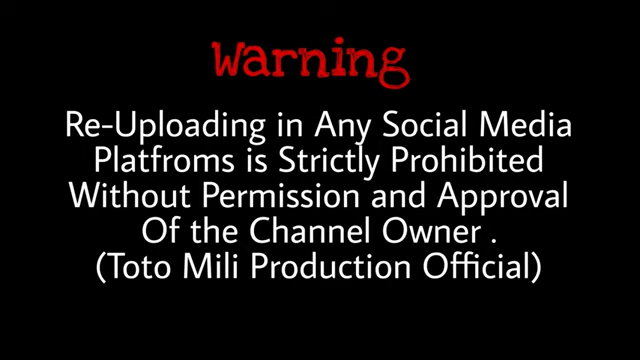 Warning
Re-Uploading in Any Social Media
Platfroms is Strictly Prohibited
Without Permission and Approval
Of the Channel Owner .
(Toto Mili Production Official)